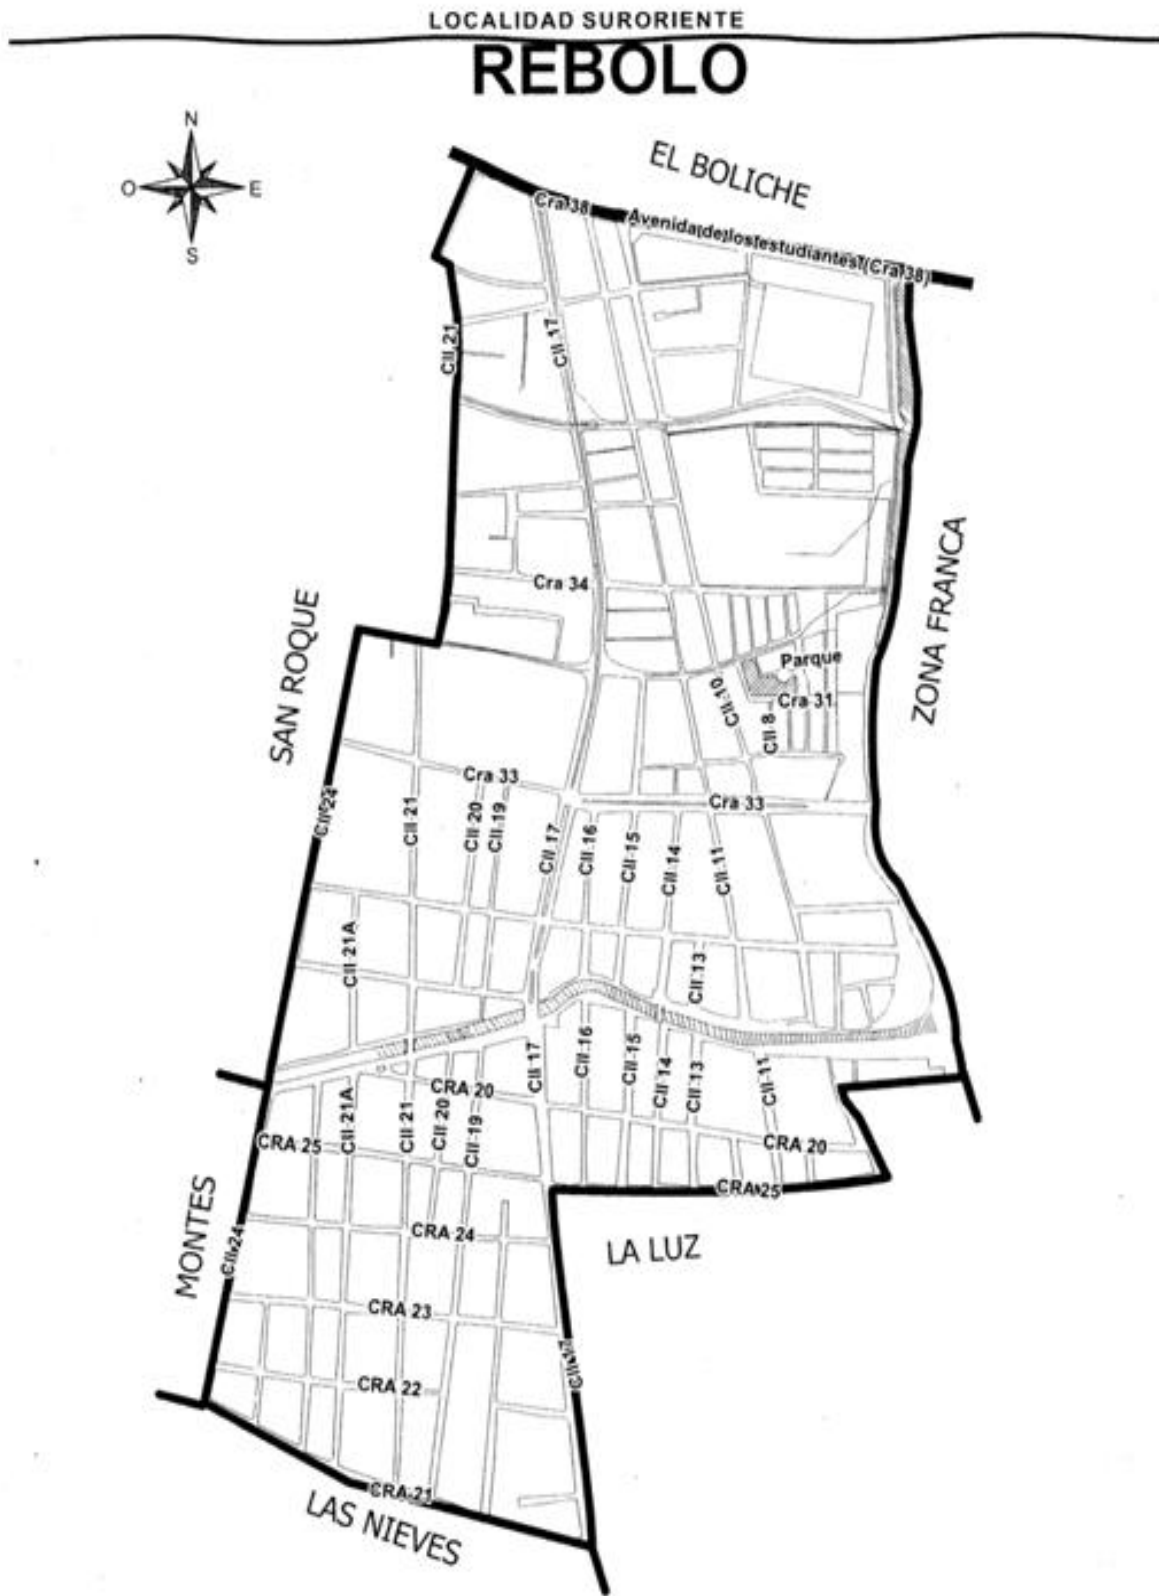 LOCALIDAD SURORIENTE
REBOLO
N
O
E
S
EL BOLICHE
Cra 38
Avenida de los estudiantes (Cra 38)
Cll 21
Cll 17
Cra 34
SAN ROQUE
ZONA FRANCA
Parque
Cll 10
Cra 31
Cll 8
Cra 33
Cra 33
Cll 24
Cll 21
Cll 20
Cll 19
Cll 17
Cll 16
Cll 15
Cll 14
Cll 11
Cll 21A
Cll 13
Cll 17
Cll 16
Cll 15
Cll 14
Cll 13
Cll 11
CRA 20
Cll 21A
Cll 21
Cll 20
Cll 19
CRA 25
CRA 20
CRA 25
MONTES
Cll 24
CRA 24
LA LUZ
CRA 23
Cll 17
CRA 22
CRA 21
LAS NIEVES